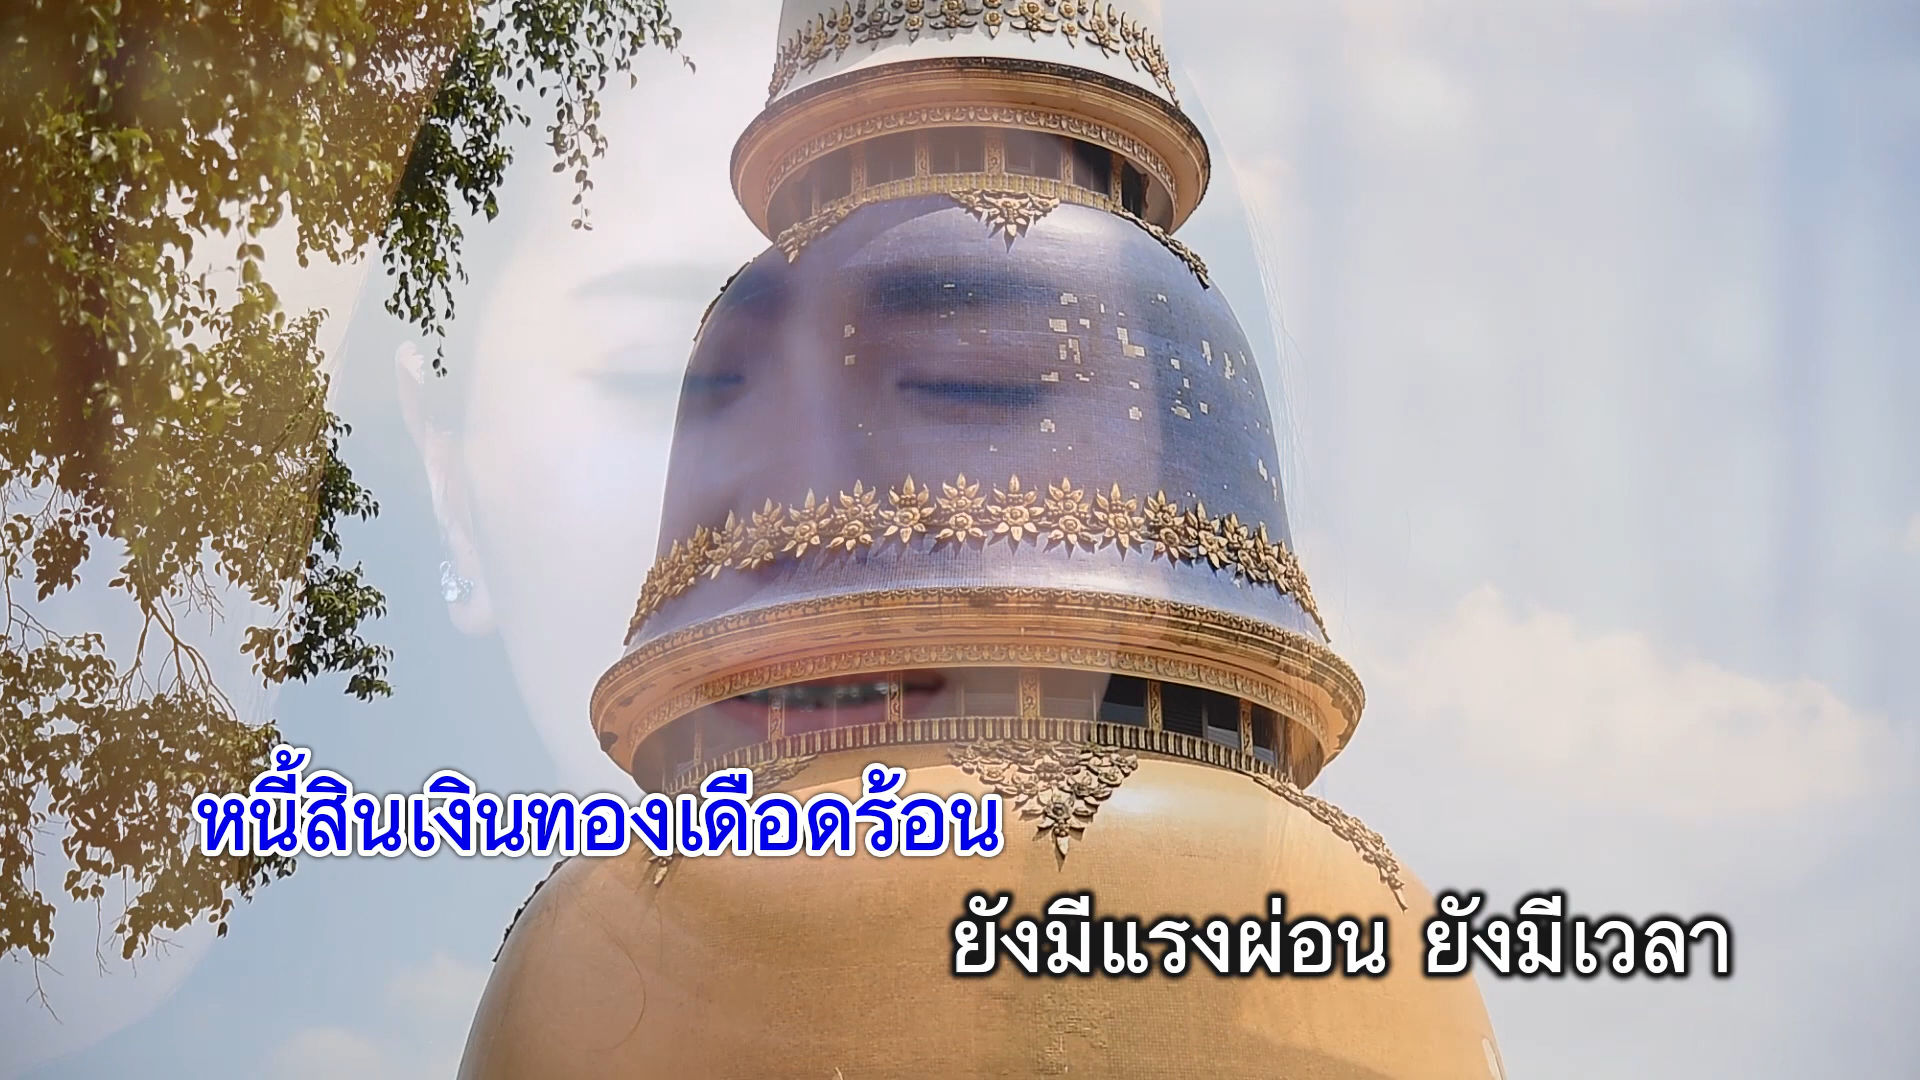 หนี้สินเงินทองเดือดร้อน
ยังมีแรงผ่อน ยังมีเวลา